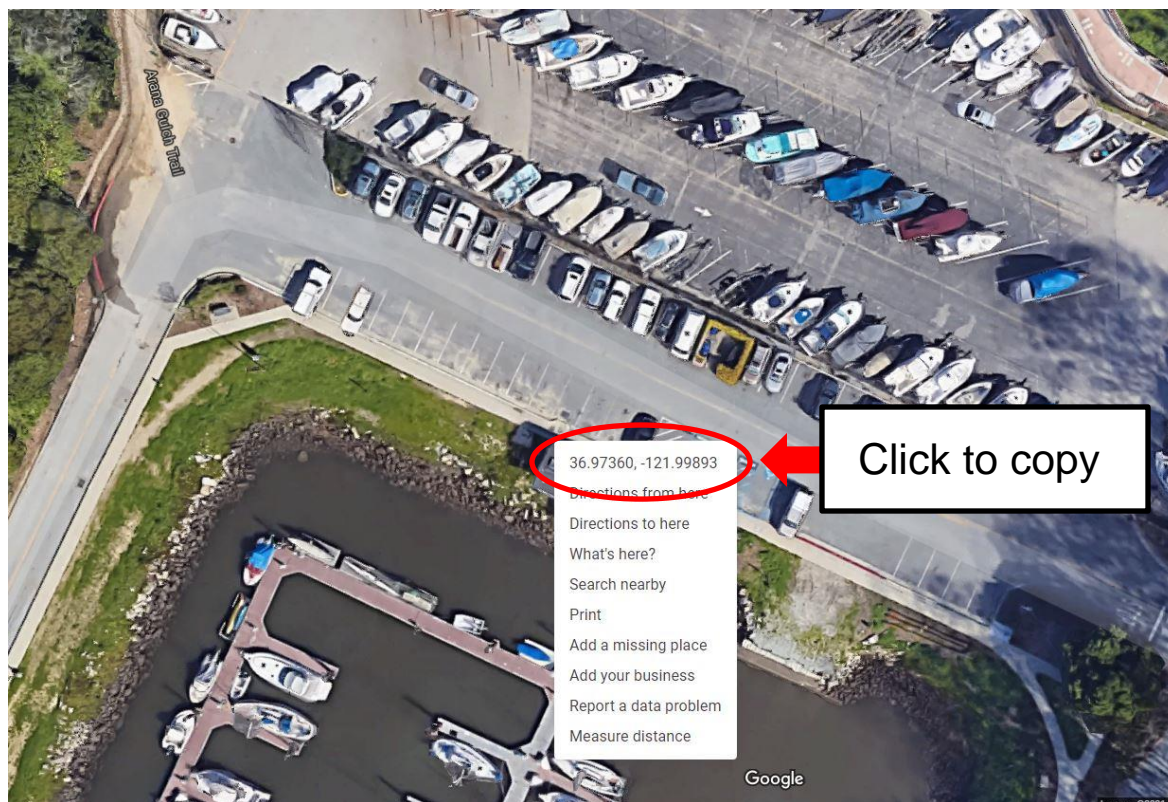 Arana Gulch Trail
36.97360, -121.99893
Click to copy
Directions from here
Directions to here
What's here?
Search nearby
Print
Add a missing place
Add your business
Report a data problem
Measure distance
Google